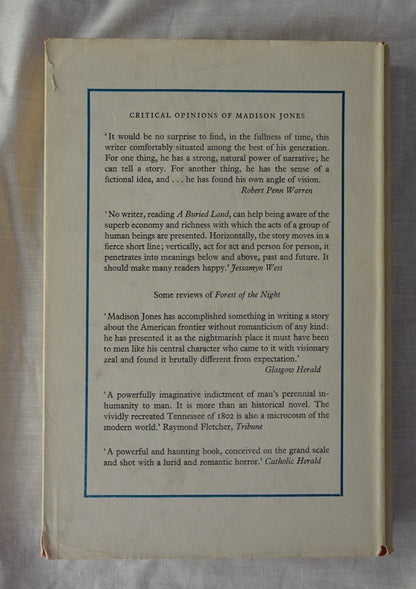 CRITICAL OPINIONS OF MADISON JONES
'It would be no surprise to find, in the fullness of time, this
writer comfortably situated among the best of his generation.
For one thing, he has a strong, natural power of narrative; he
can tell a story. For another thing, he has the sense of a
fictional idea, and . . . he has found his own angle of vision.
Robert Penn Warren
'No writer, reading A Buried Land, can help being aware of the
superb economy and richness with which the acts of a group of
human beings are presented. Horizontally, the story moves in a
fierce short line; vertically, act for act and person for person, it
penetrates into meanings below and above, past and future. It
should make many readers happy.' Jessamyn West
Some reviews of Forest of the Night
'Madison Jones has accomplished something in writing a story
about the American frontier without romanticism of any kind:
he has presented it as the nightmarish place it must have been
to men like his central character who came to it with visionary
zeal and found it brutally different from expectation.'
Glasgow Herald
'A powerfully imaginative indictment of man's perennial in-
humanity to man. It is more than an historical novel. The
vividly recreated Tennessee of 1802 is also a microcosm of the
modern world.' Raymond Fletcher, Tribune
'A powerful and haunting book, conceived on the grand scale
and shot with a lurid and romantic horror.' Catholic Herald